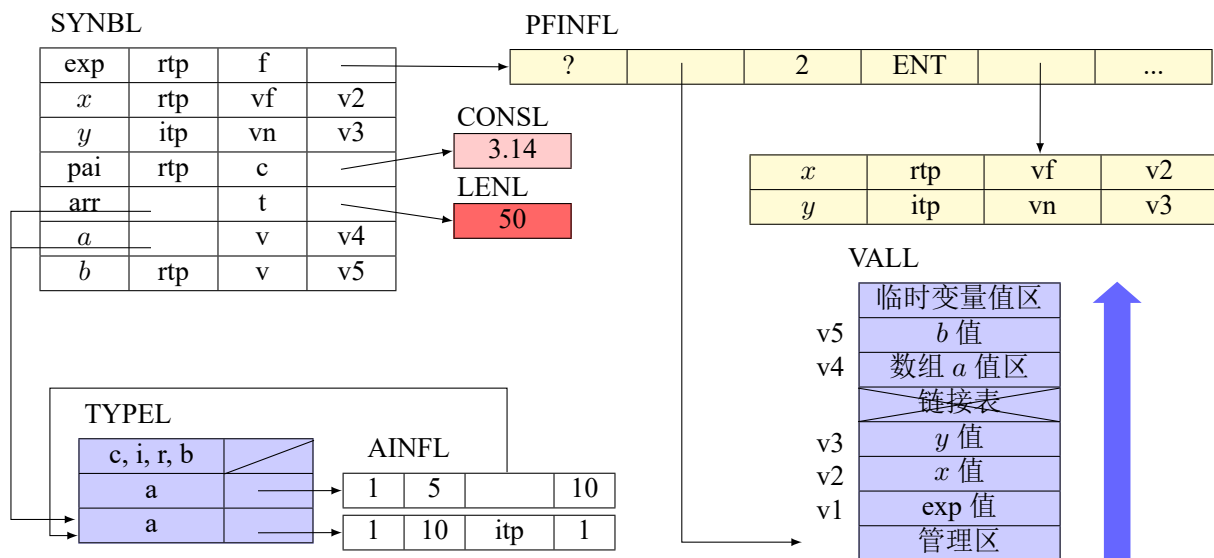 SYNBL
PFINFL
exp rtp f
? 2 ENT ...
x rtp vf v2
y itp vn v3
CONSL
pai rtp c
3.14
LENL
arr t
50
a v v4
b rtp v v5
x rtp vf v2
y itp vn v3
VALL
临时变量值区
v5 b 值
v4 数组 a 值区
链接表
v3 y 值
v2 x 值
v1 exp 值
管理区
TYPEL
c, i, r, b
a
a
AINFL
1 5 10
1 10 itp 1